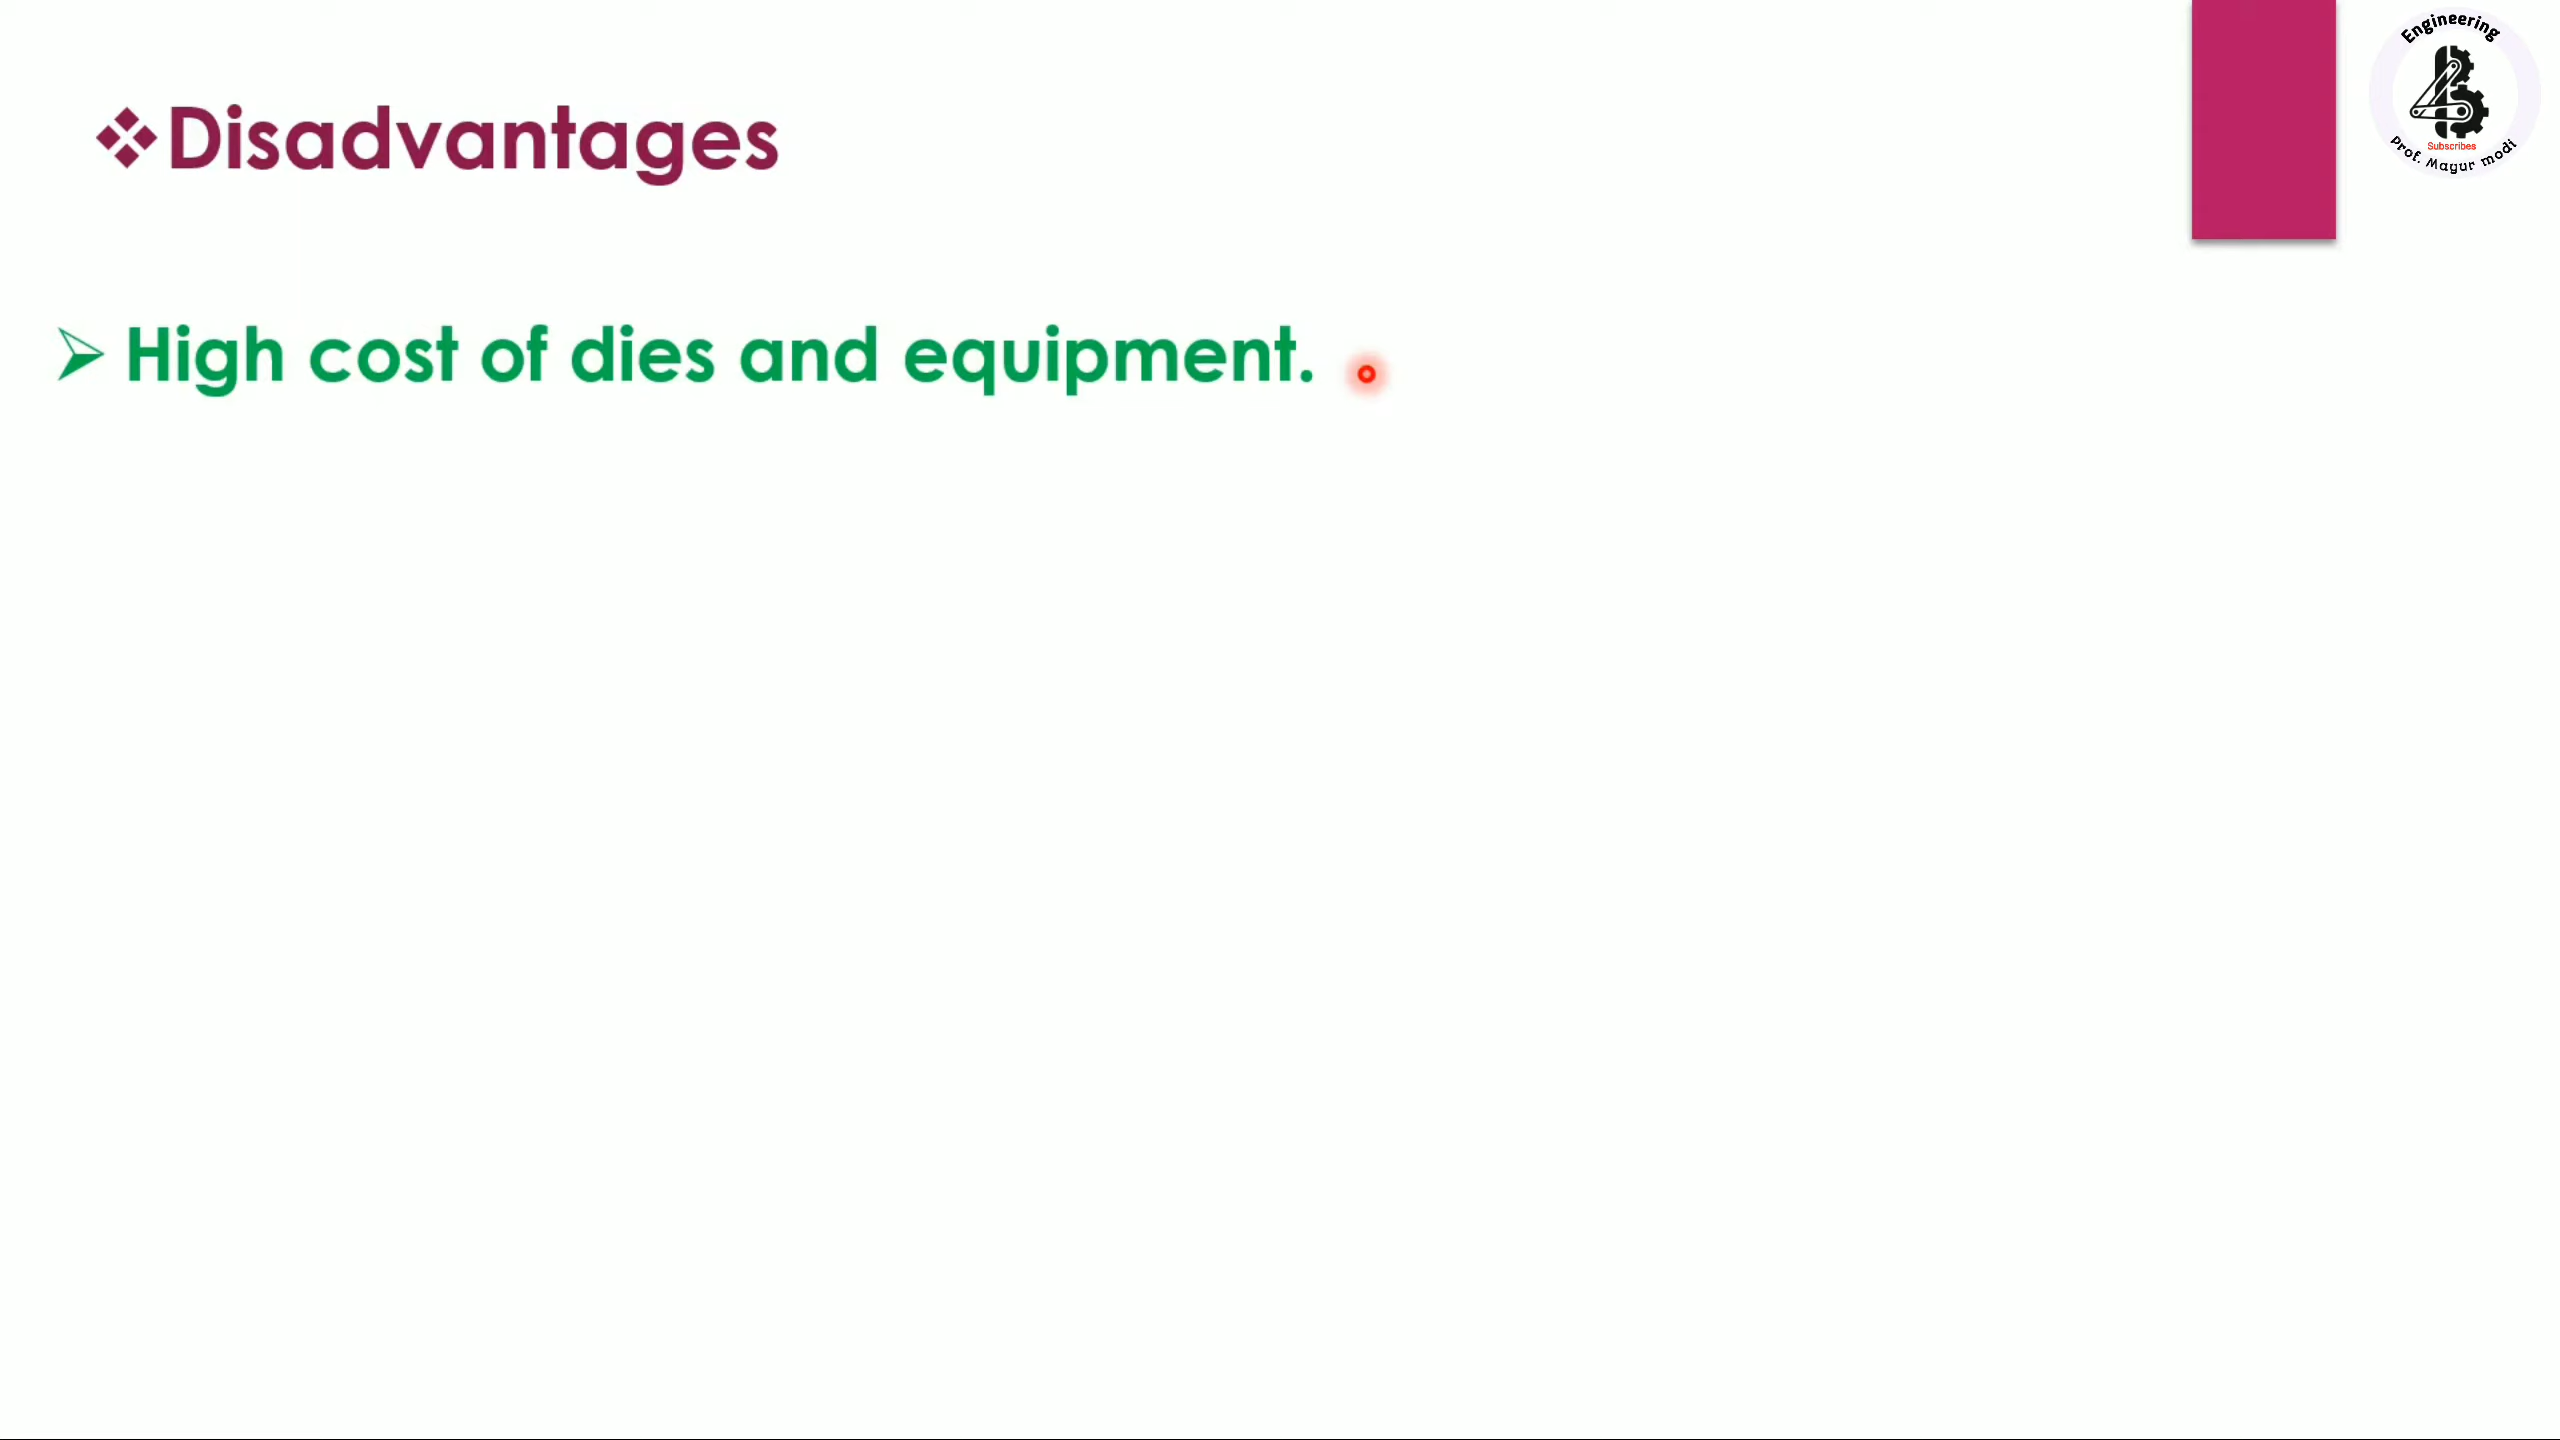 ❖Disadvantages
➢ High cost of dies and equipment.
Engineering
Subscribes
Prof. Mayur modi